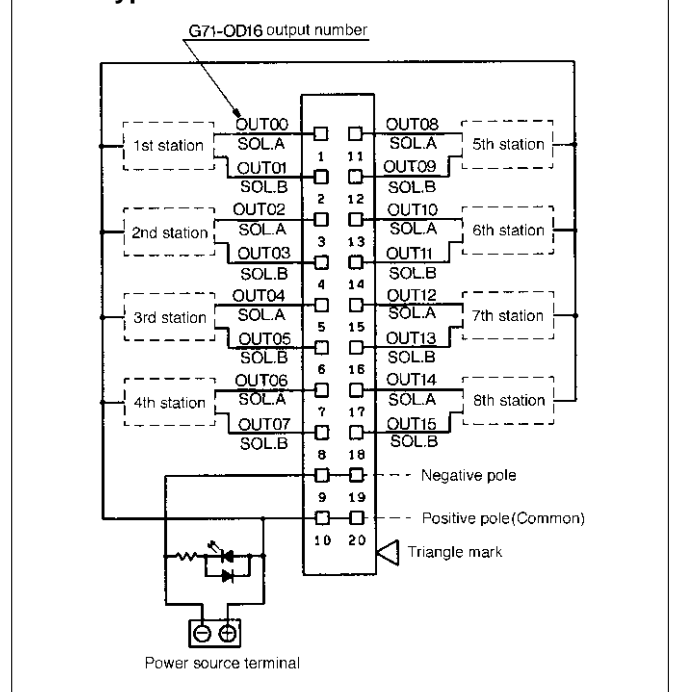 G71-OD16 output number
OUT00
SOL.A
OUT01
SOL.B
1st station
OUT02
SOL.A
OUT03
SOL.B
2nd station
OUT04
SOL.A
OUT05
SOL.B
3rd station
OUT06
SOL.A
OUT07
SOL.B
4th station
1 11
2 12
3 13
4 14
5 15
6 16
7 17
8 18
9 19
10 20
OUT08
SOL.A
OUT09
SOL.B
5th station
OUT10
SOL.A
OUT11
SOL.B
6th station
OUT12
SOL.A
OUT13
SOL.B
7th station
OUT14
SOL.A
OUT15
SOL.B
8th station
Negative pole
Positive pole(Common)
Triangle mark
Power source terminal